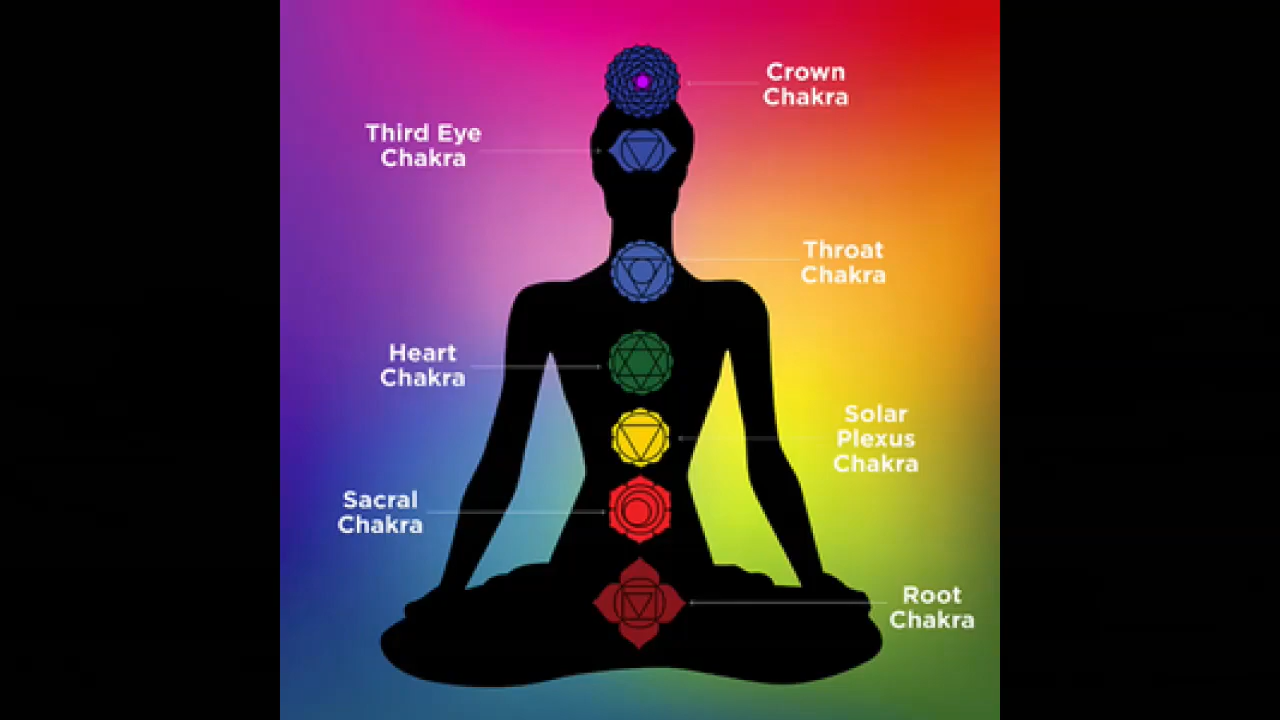 Crown
Chakra
Third Eye
Chakra
Throat
Chakra
Heart
Chakra
Solar
Plexus
Chakra
Sacral
Chakra
Root
Chakra